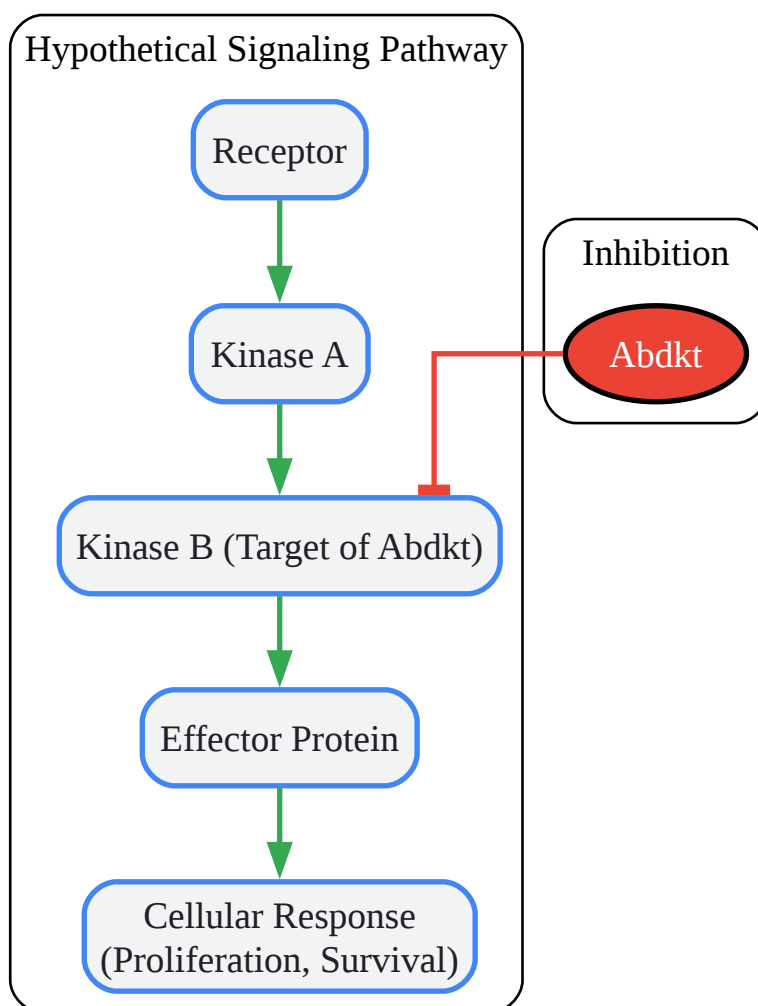 Hypothetical Signaling Pathway
Receptor
Inhibition
Kinase A
Abdkt
Kinase B (Target of Abdkt)
Effector Protein
Cellular Response
(Proliferation, Survival)